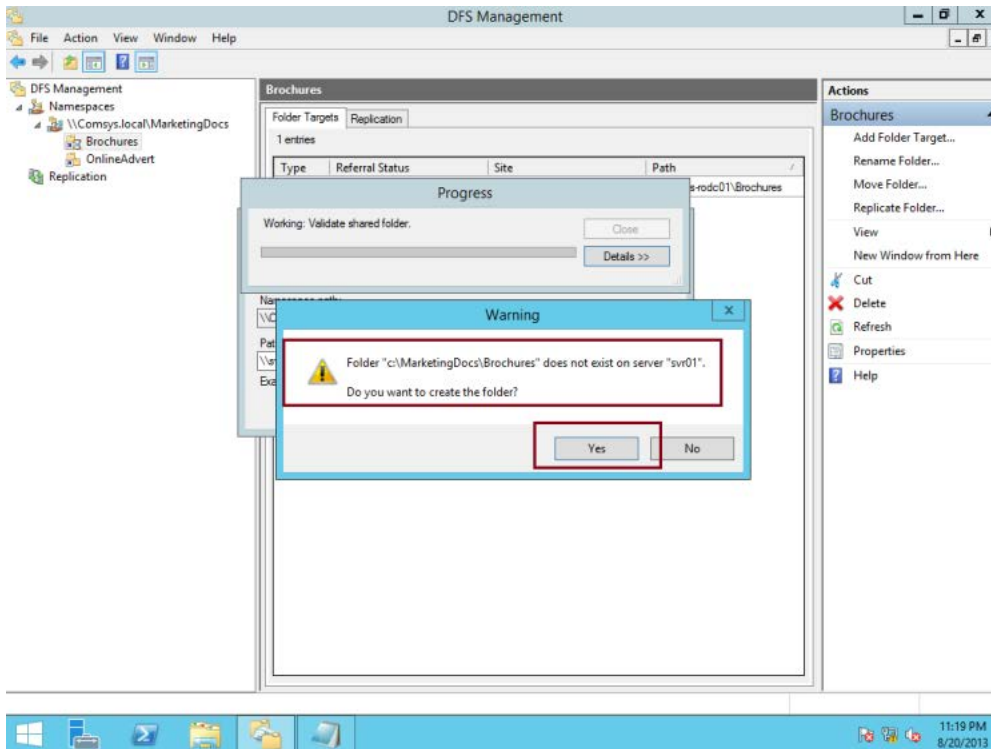 DFS Management
File Action View Window Help
DFS Management
Namespaces
\\Comsys.local\MarketingDocs
Brochures
OnlineAdvert
Replication
Brochures
Folder Targets Replication
1 entries
Type Referral Status Site Path
s-rodc01\Brochures
Progress
Working: Validate shared folder.
Close
Details >>
Namespace path:
\\C
Pat
\\s
Exa
Warning
Folder "c:\MarketingDocs\Brochures" does not exist on server "svr01".
Do you want to create the folder?
Yes No
Actions
Brochures
Add Folder Target...
Rename Folder...
Move Folder...
Replicate Folder...
View
New Window from Here
Cut
Delete
Refresh
Properties
Help
11:19 PM
8/20/2013